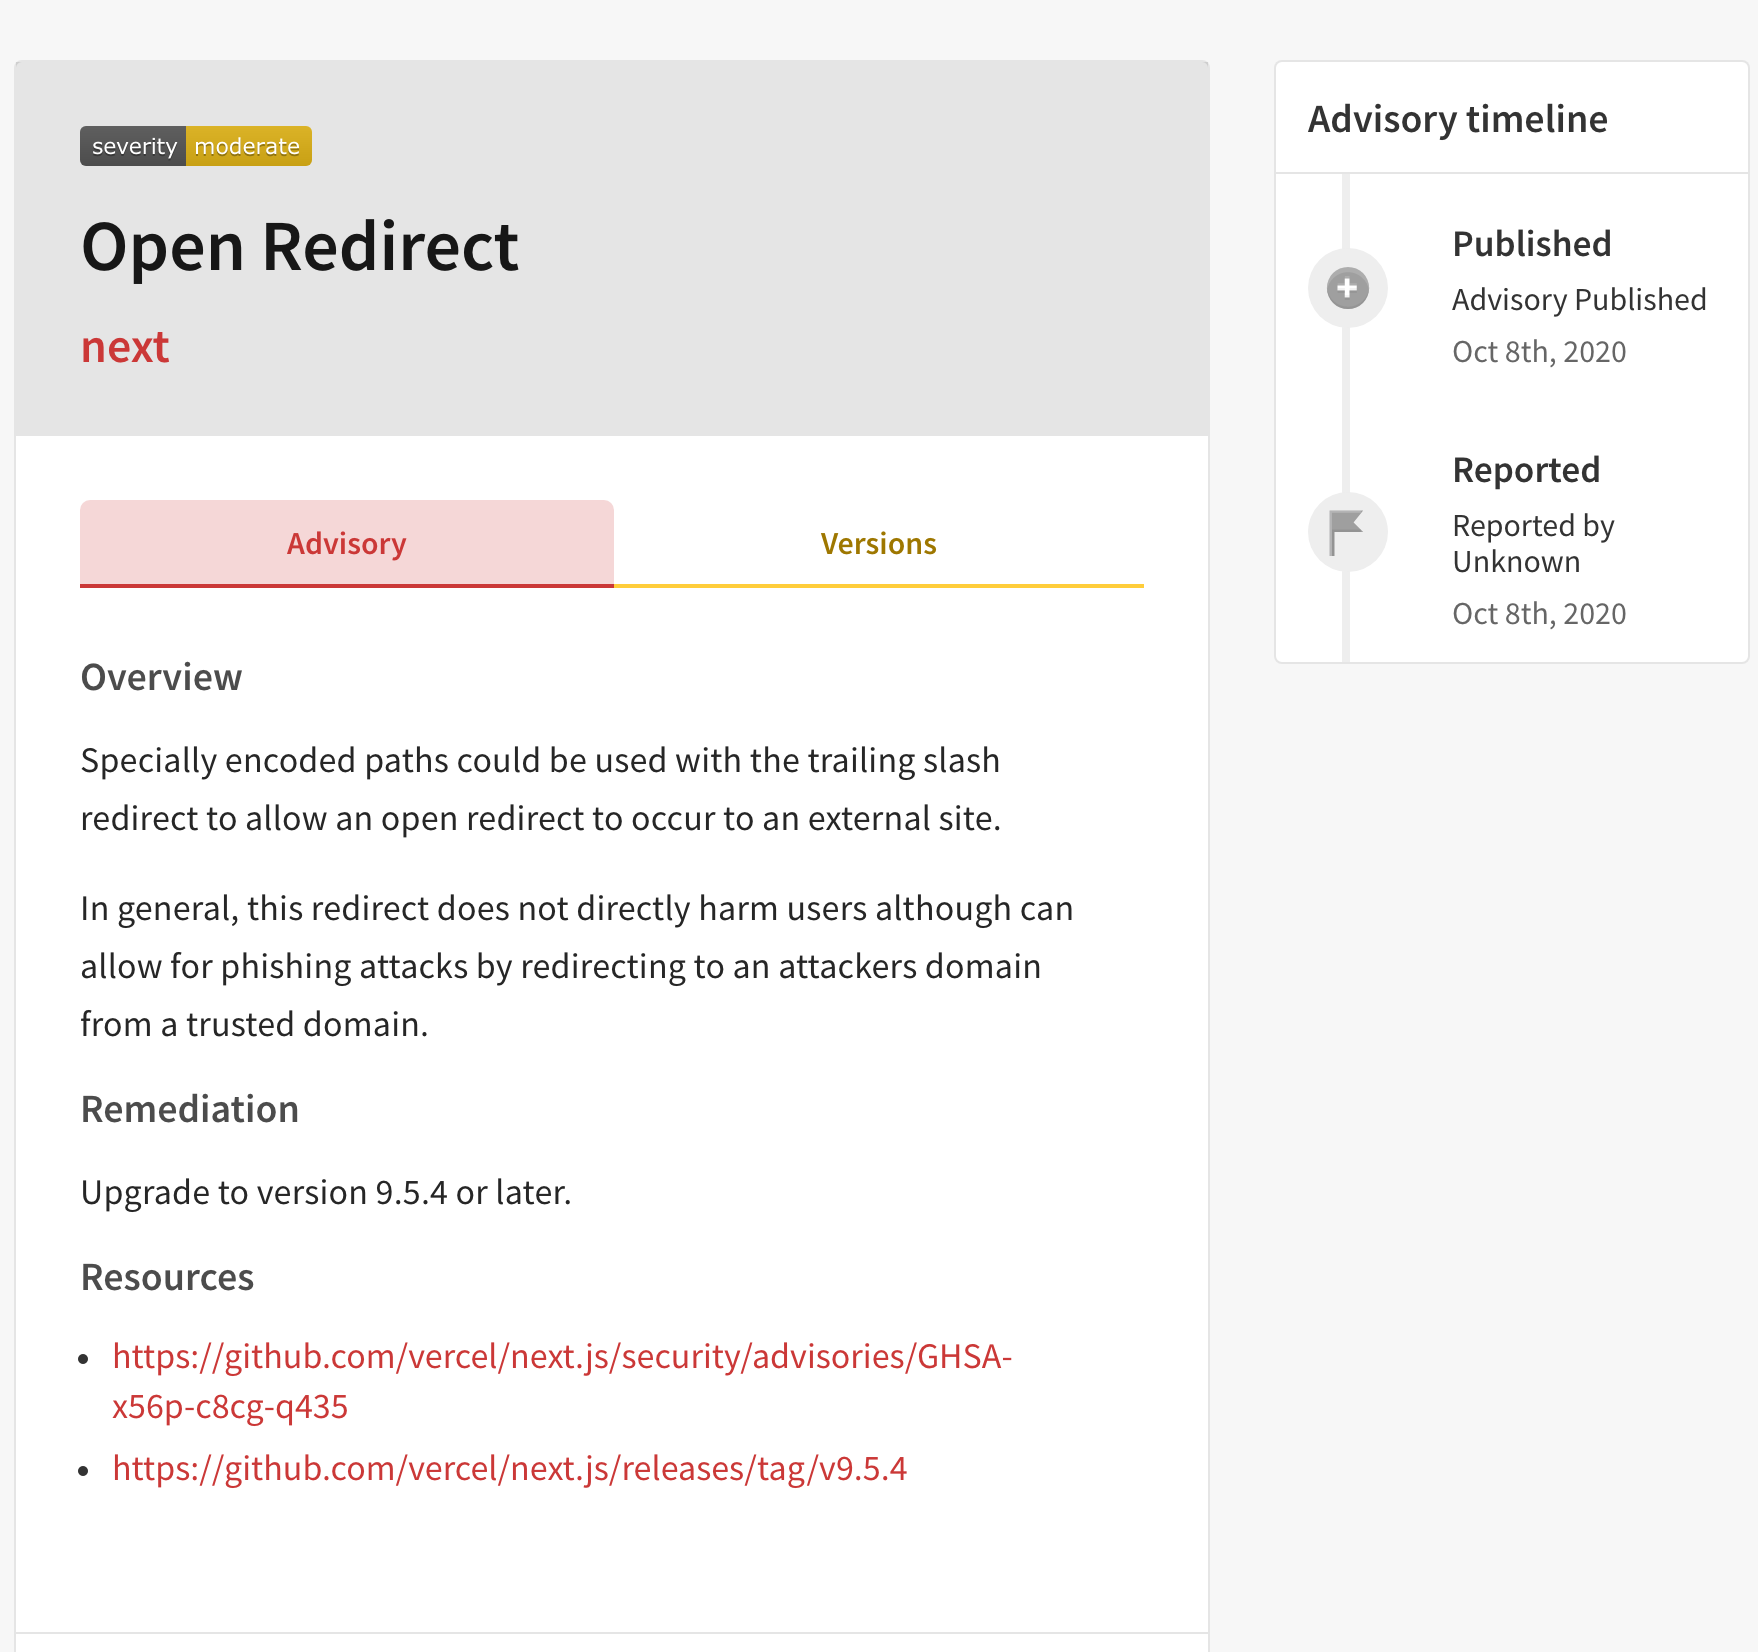 severity moderate
Open Redirect
next
Advisory
Versions
Overview
Specially encoded paths could be used with the trailing slash
redirect to allow an open redirect to occur to an external site.
In general, this redirect does not directly harm users although can
allow for phishing attacks by redirecting to an attackers domain
from a trusted domain.
Remediation
Upgrade to version 9.5.4 or later.
Resources
https://github.com/vercel/next.js/security/advisories/GHSA-
x56p-c8cg-q435
https://github.com/vercel/next.js/releases/tag/v9.5.4
Advisory timeline
Published
Advisory Published
Oct 8th, 2020
Reported
Reported by
Unknown
Oct 8th, 2020